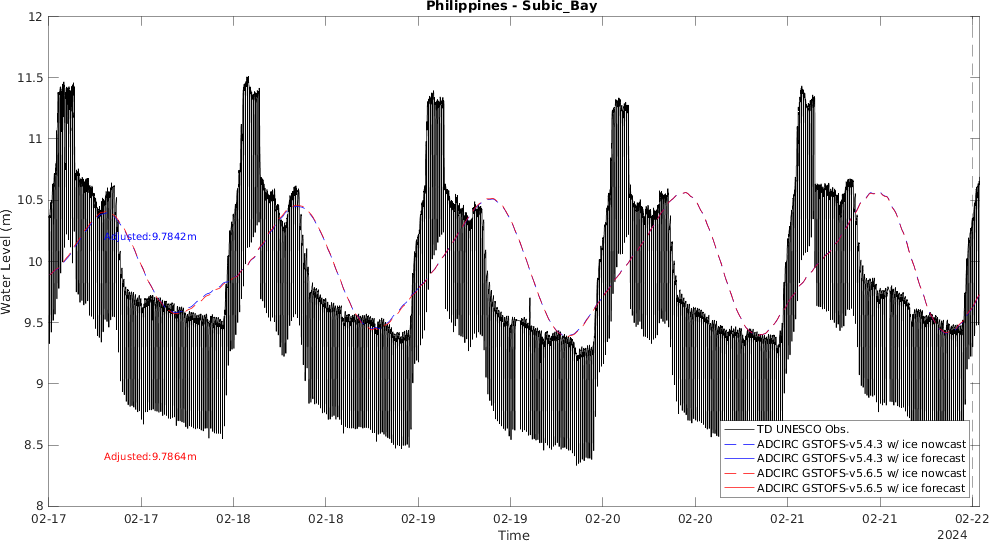 Philippines - Subic_Bay
12
11.5
11
10.5
10
9.5
9
8.5
8
Water Level (m)
Adjusted:9.7842m
Adjusted:9.7864m
TD UNESCO Obs.
ADCIRC GSTOFS-v5.4.3 w/ ice nowcast
ADCIRC GSTOFS-v5.4.3 w/ ice forecast
ADCIRC GSTOFS-v5.6.5 w/ ice nowcast
ADCIRC GSTOFS-v5.6.5 w/ ice forecast
02-17 02-17 02-18 02-18 02-19 02-19 02-20 02-20 02-21 02-21 02-22
Time
2024